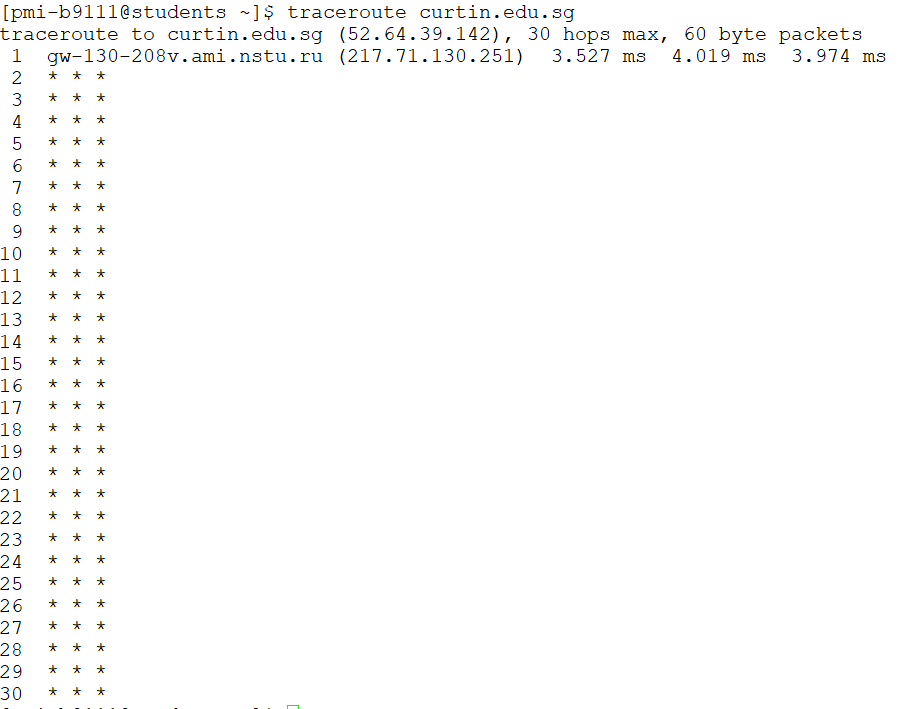 [pmi-b9111@students ~]$ traceroute curtin.edu.sg
traceroute to curtin.edu.sg (52.64.39.142), 30 hops max, 60 byte packets
 1  gw-130-208v.ami.nstu.ru (217.71.130.251)  3.527 ms  4.019 ms  3.974 ms
 2  * * *
 3  * * *
 4  * * *
 5  * * *
 6  * * *
 7  * * *
 8  * * *
 9  * * *
10  * * *
11  * * *
12  * * *
13  * * *
14  * * *
15  * * *
16  * * *
17  * * *
18  * * *
19  * * *
20  * * *
21  * * *
22  * * *
23  * * *
24  * * *
25  * * *
26  * * *
27  * * *
28  * * *
29  * * *
30  * * *